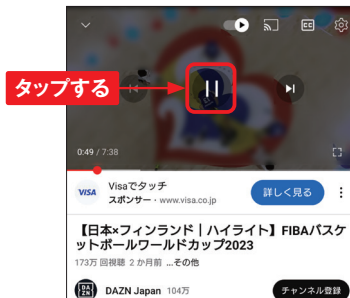 CC
タップする
0:49 / 7:38
VISA
Visaでタッチ
スポンサー・www.visa.co.jp
詳しく見る
【日本×フィンランド｜ハイライト】FIBAバスケ
ットボールワールドカップ2023
173万 回視聴 2 か月前 ...その他
DAZN
DAZN Japan 104万
チャンネル登録